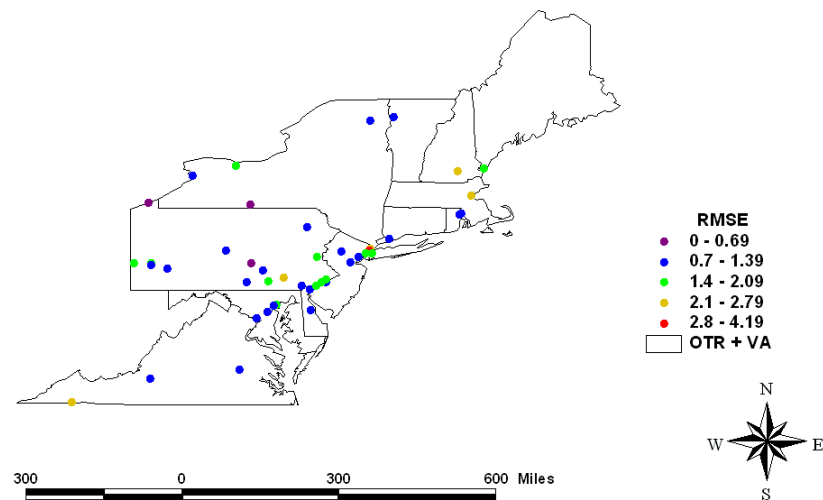 RMSE
0 - 0.69
0.7 - 1.39
1.4 - 2.09
2.1 - 2.79
2.8 - 4.19
OTR + VA
N
W E
S
300 0 300 600 Miles